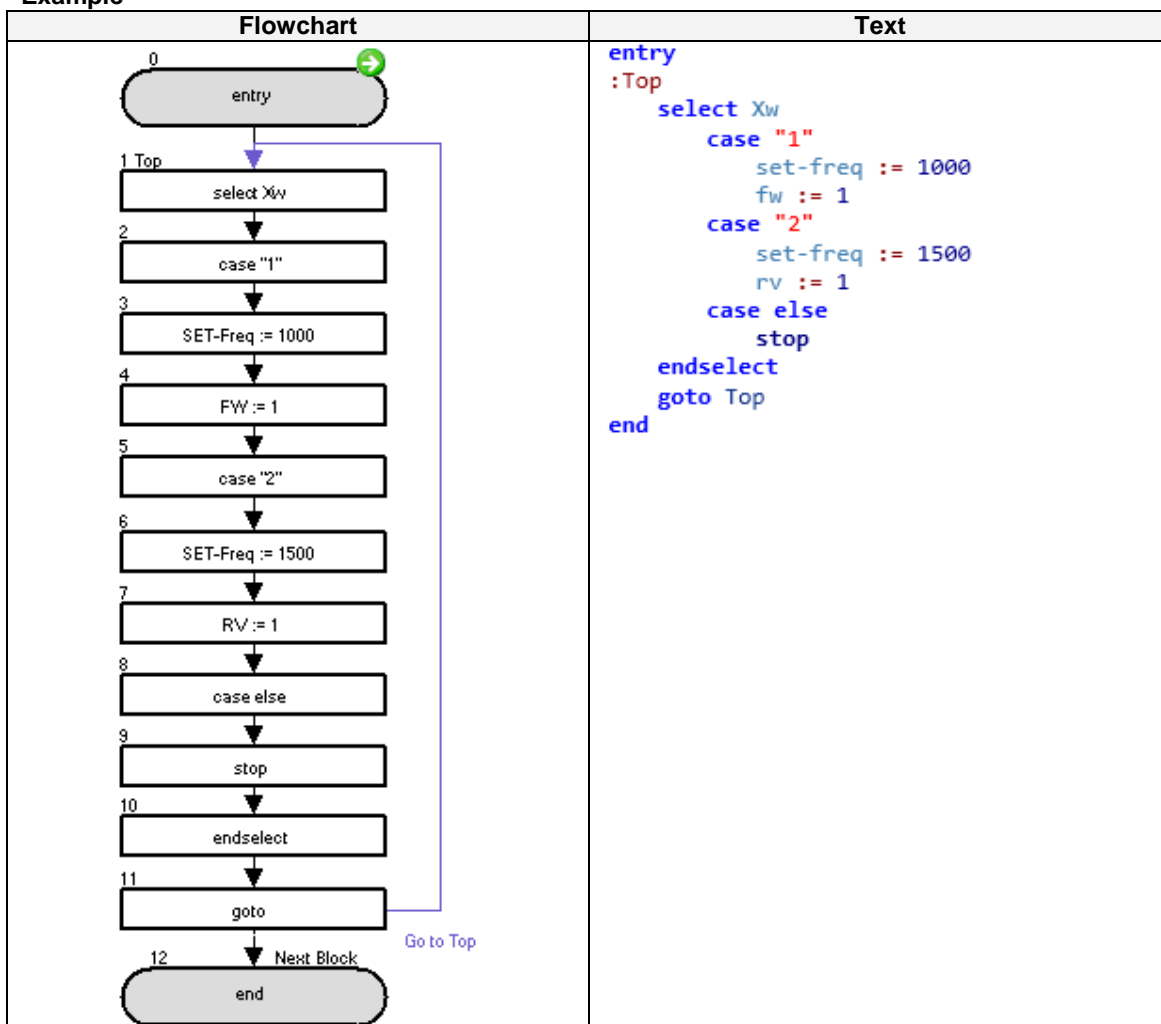 Example
Flowchart
Text
0
entry
1 Top
select Xw
2
case "1"
3
SET-Freq := 1000
4
FW := 1
5
case "2"
6
SET-Freq := 1500
7
RV := 1
8
case else
9
stop
10
endselect
11
goto
Go to Top
12
Next Block
end
entry
:Top
select Xw
case "1"
set-freq := 1000
fw := 1
case "2"
set-freq := 1500
rv := 1
case else
stop
endselect
goto Top
end